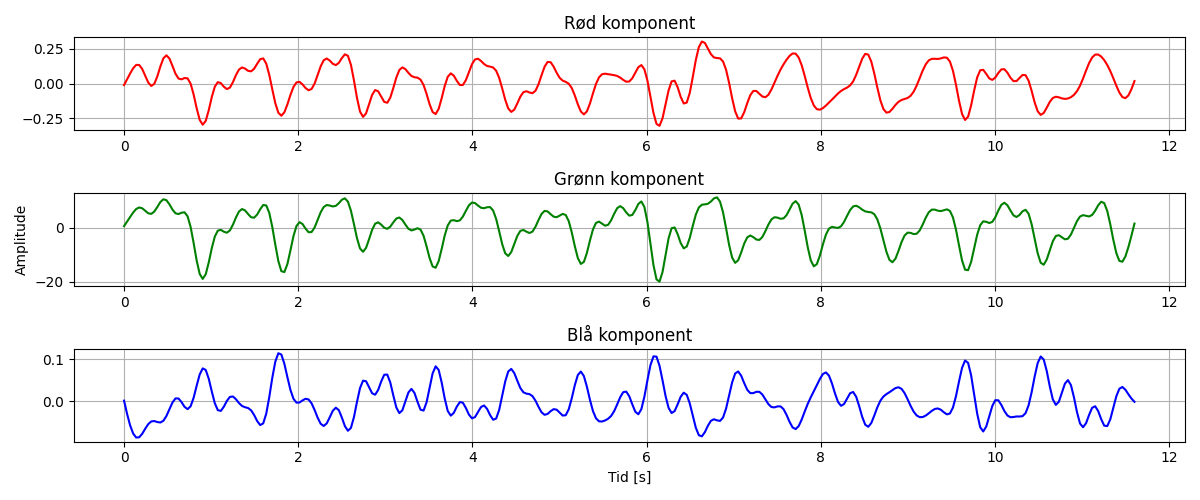 Rød komponent
0.25
0.00
−0.25
0 2 4 6 8 10 12
Grønn komponent
0
−20
Amplitude
0 2 4 6 8 10 12
Blå komponent
0.1
0.0
0 2 4 6 8 10 12
Tid [s]